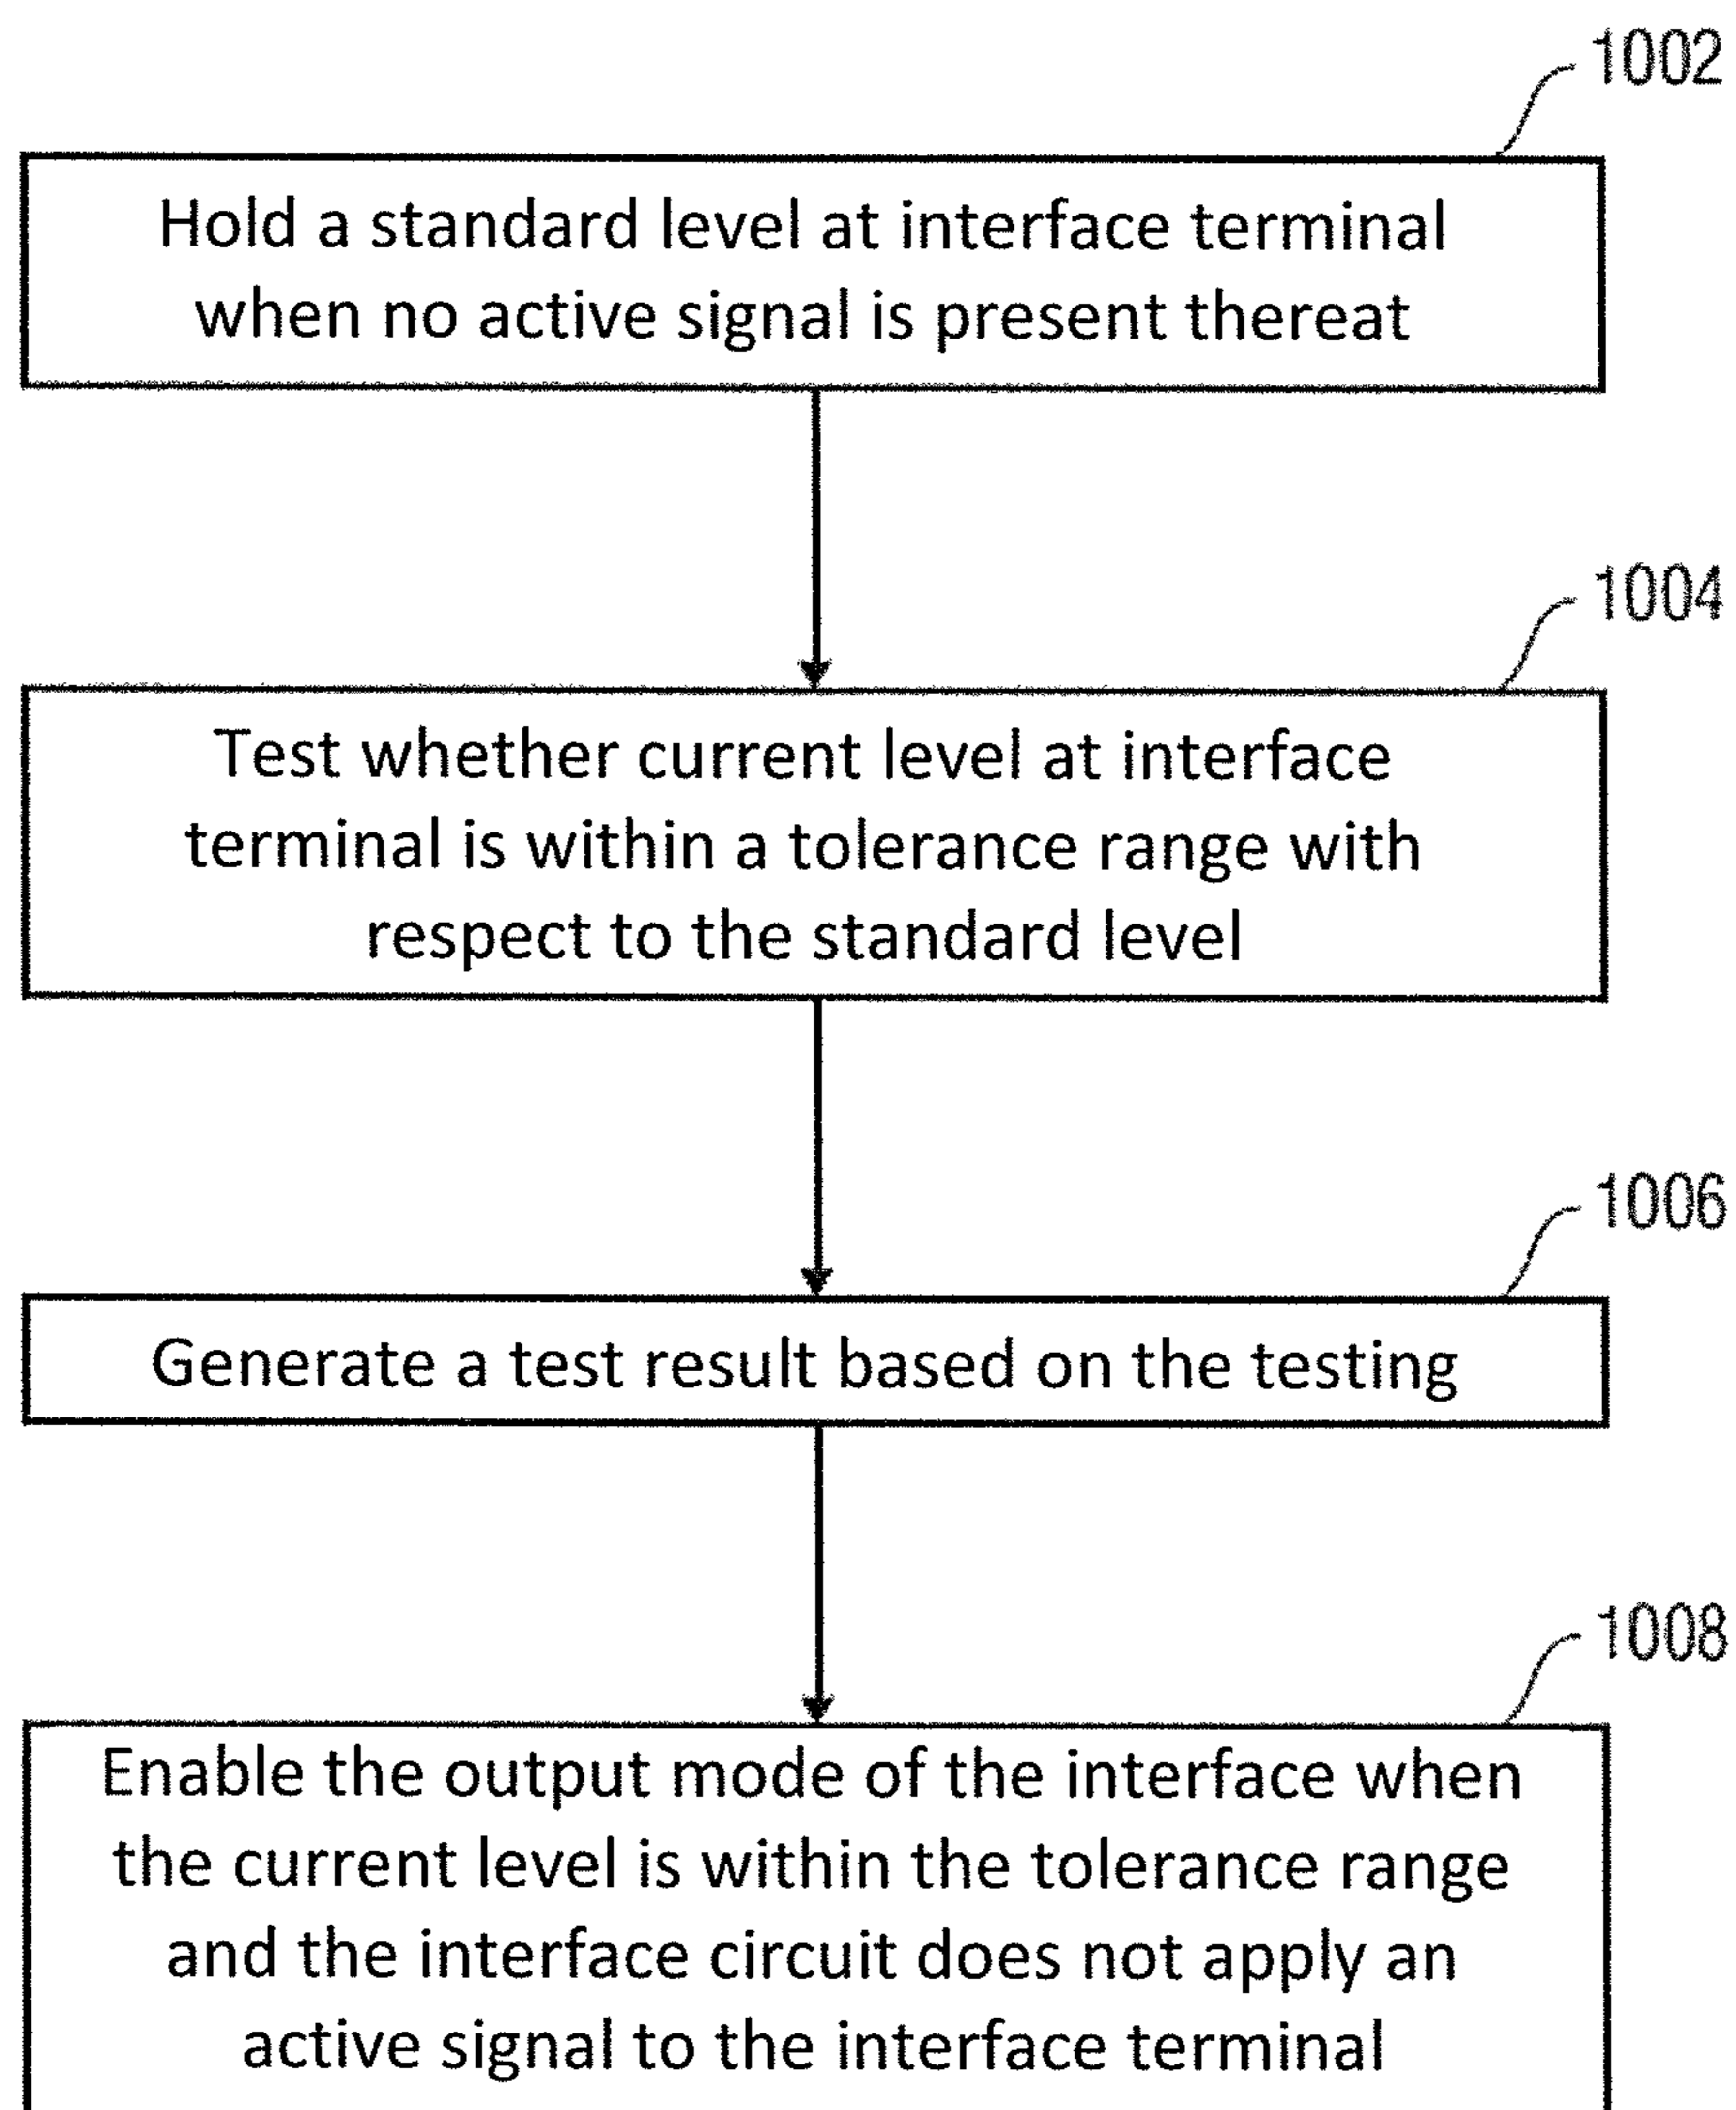 1002
Hold a standard level at interface terminal
when no active signal is present thereat
1004
Test whether current level at interface
terminal is within a tolerance range with
respect to the standard level
1006
Generate a test result based on the testing
1008
Enable the output mode of the interface when
the current level is within the tolerance range
and the interface circuit does not apply an
active signal to the interface terminal